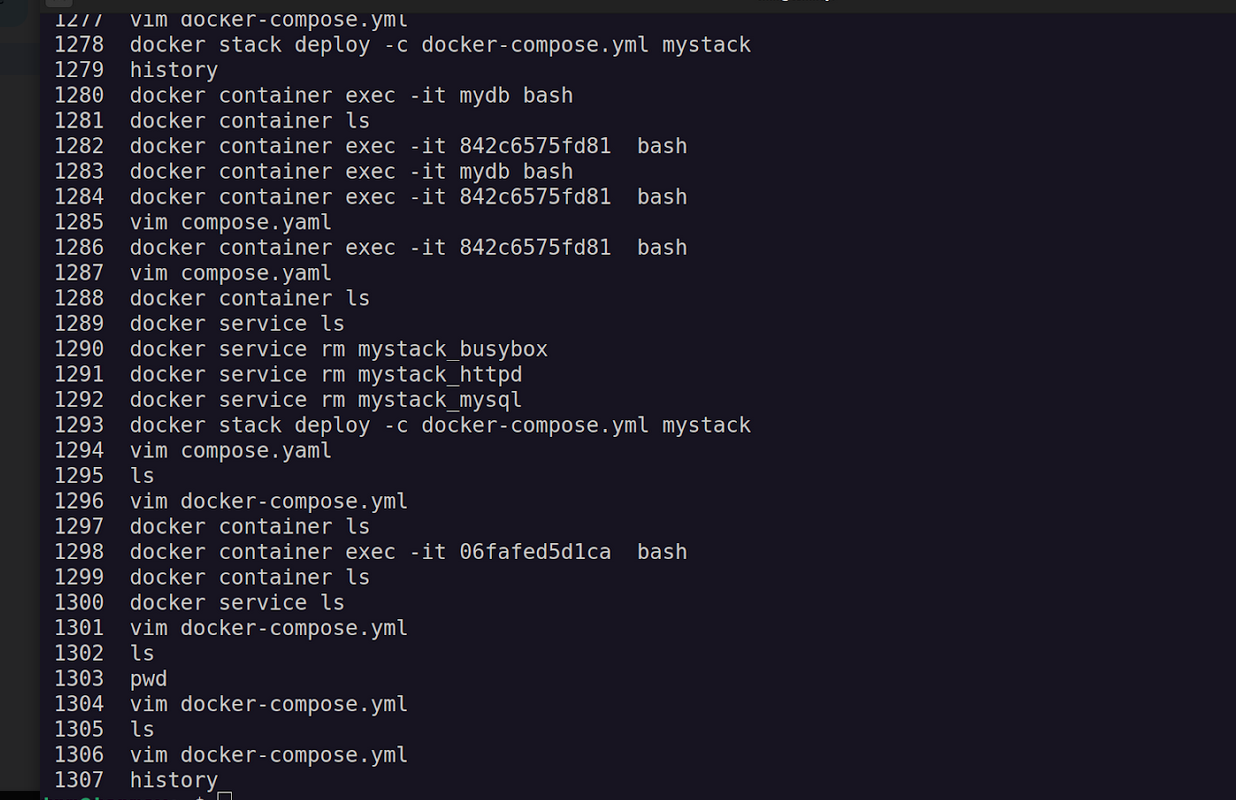 1277  vim docker-compose.yml
1278  docker stack deploy -c docker-compose.yml mystack
1279  history
1280  docker container exec -it mydb bash
1281  docker container ls
1282  docker container exec -it 842c6575fd81  bash
1283  docker container exec -it mydb bash
1284  docker container exec -it 842c6575fd81  bash
1285  vim compose.yaml
1286  docker container exec -it 842c6575fd81  bash
1287  vim compose.yaml
1288  docker container ls
1289  docker service ls
1290  docker service rm mystack_busybox
1291  docker service rm mystack_httpd
1292  docker service rm mystack_mysql
1293  docker stack deploy -c docker-compose.yml mystack
1294  vim compose.yaml
1295  ls
1296  vim docker-compose.yml
1297  docker container ls
1298  docker container exec -it 06fafed5d1ca  bash
1299  docker container ls
1300  docker service ls
1301  vim docker-compose.yml
1302  ls
1303  pwd
1304  vim docker-compose.yml
1305  ls
1306  vim docker-compose.yml
1307  history